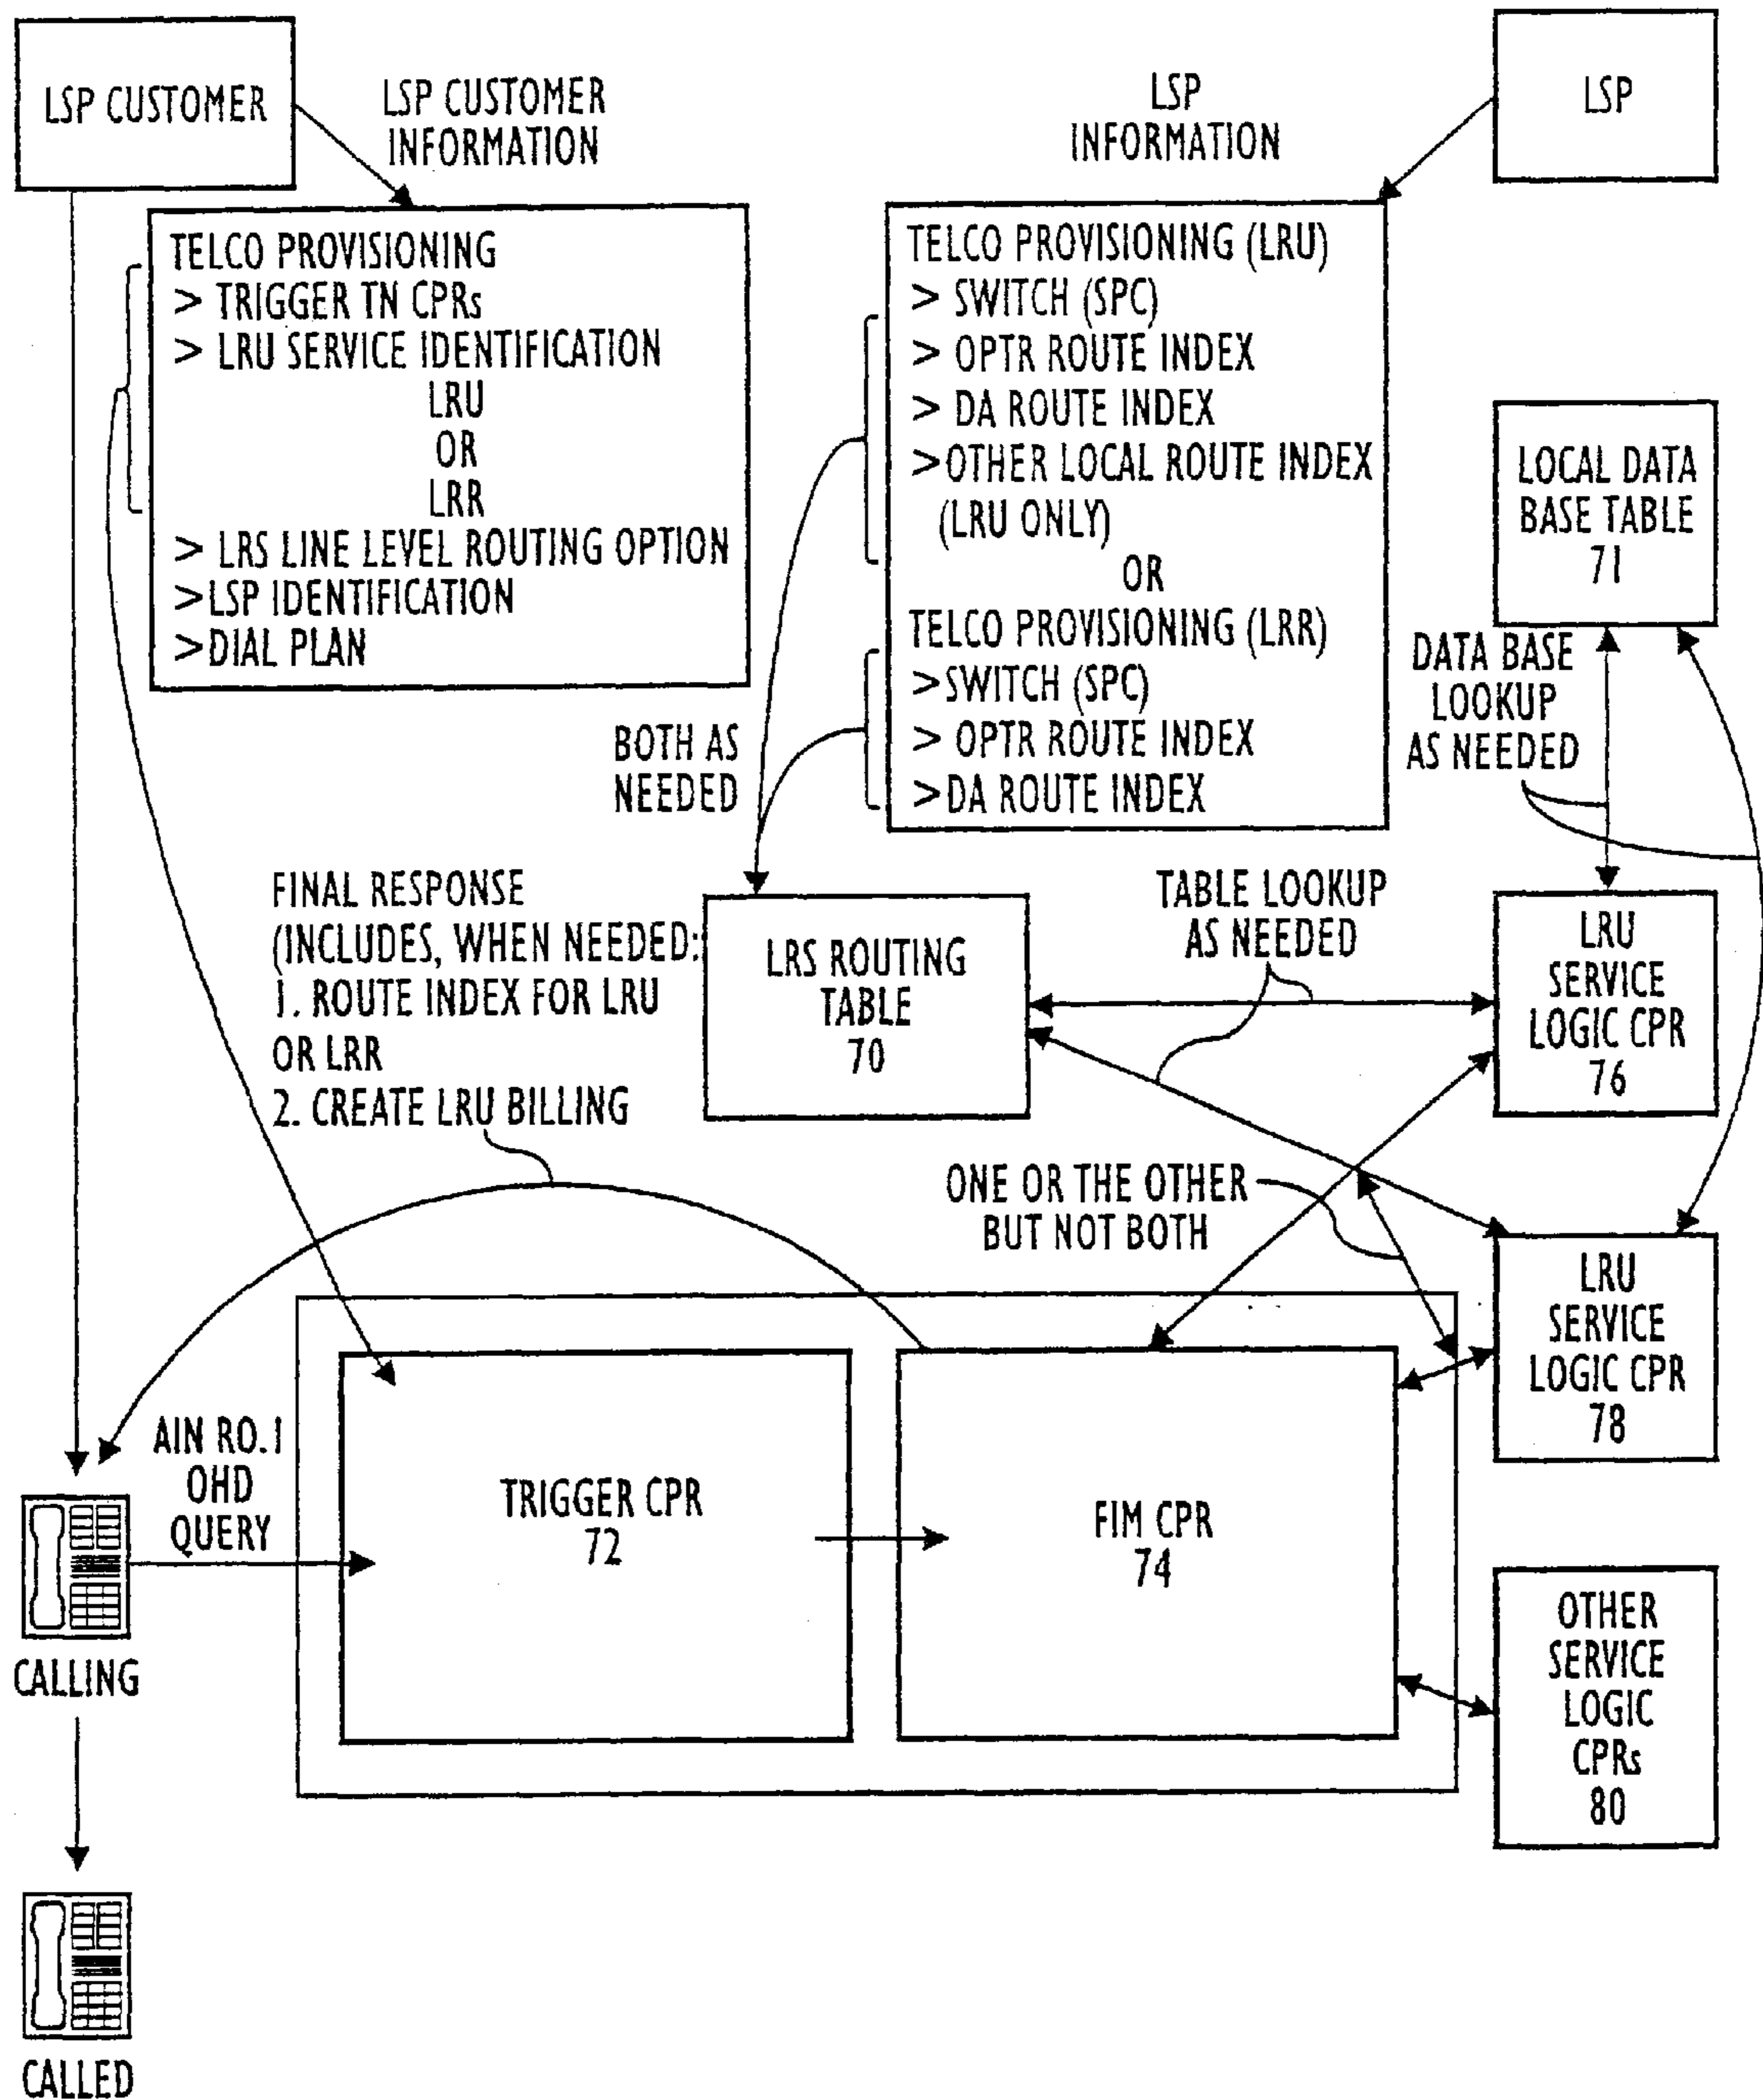 LSP CUSTOMER
LSP CUSTOMER
INFORMATION
LSP
INFORMATION
LSP
TELCO PROVISIONING
> TRIGGER TN CPRs
> LRU SERVICE IDENTIFICATION
LRU
OR
LRR
> LRS LINE LEVEL ROUTING OPTION
>LSP IDENTIFICATION
>DIAL PLAN
TELCO PROVISIONING (LRU)
> SWITCH (SPC)
> OPTR ROUTE INDEX
> DA ROUTE INDEX
>OTHER LOCAL ROUTE INDEX
(LRU ONLY)
OR
TELCO PROVISIONING (LRR)
>SWITCH (SPC)
> OPTR ROUTE INDEX
>DA ROUTE INDEX
LOCAL DATA
BASE TABLE
71
DATA BASE
LOOKUP
AS NEEDED
BOTH AS
NEEDED
FINAL RESPONSE
(INCLUDES, WHEN NEEDED:
1. ROUTE INDEX FOR LRU
OR LRR
2. CREATE LRU BILLING
LRS ROUTING
TABLE
70
TABLE LOOKUP
AS NEEDED
LRU
SERVICE
LOGIC CPR
76
ONE OR THE OTHER
BUT NOT BOTH
LRU
SERVICE
LOGIC CPR
78
AIN RO.1
OHD
QUERY
TRIGGER CPR
72
FIM CPR
74
OTHER
SERVICE
LOGIC
CPRs
80
CALLING
CALLED